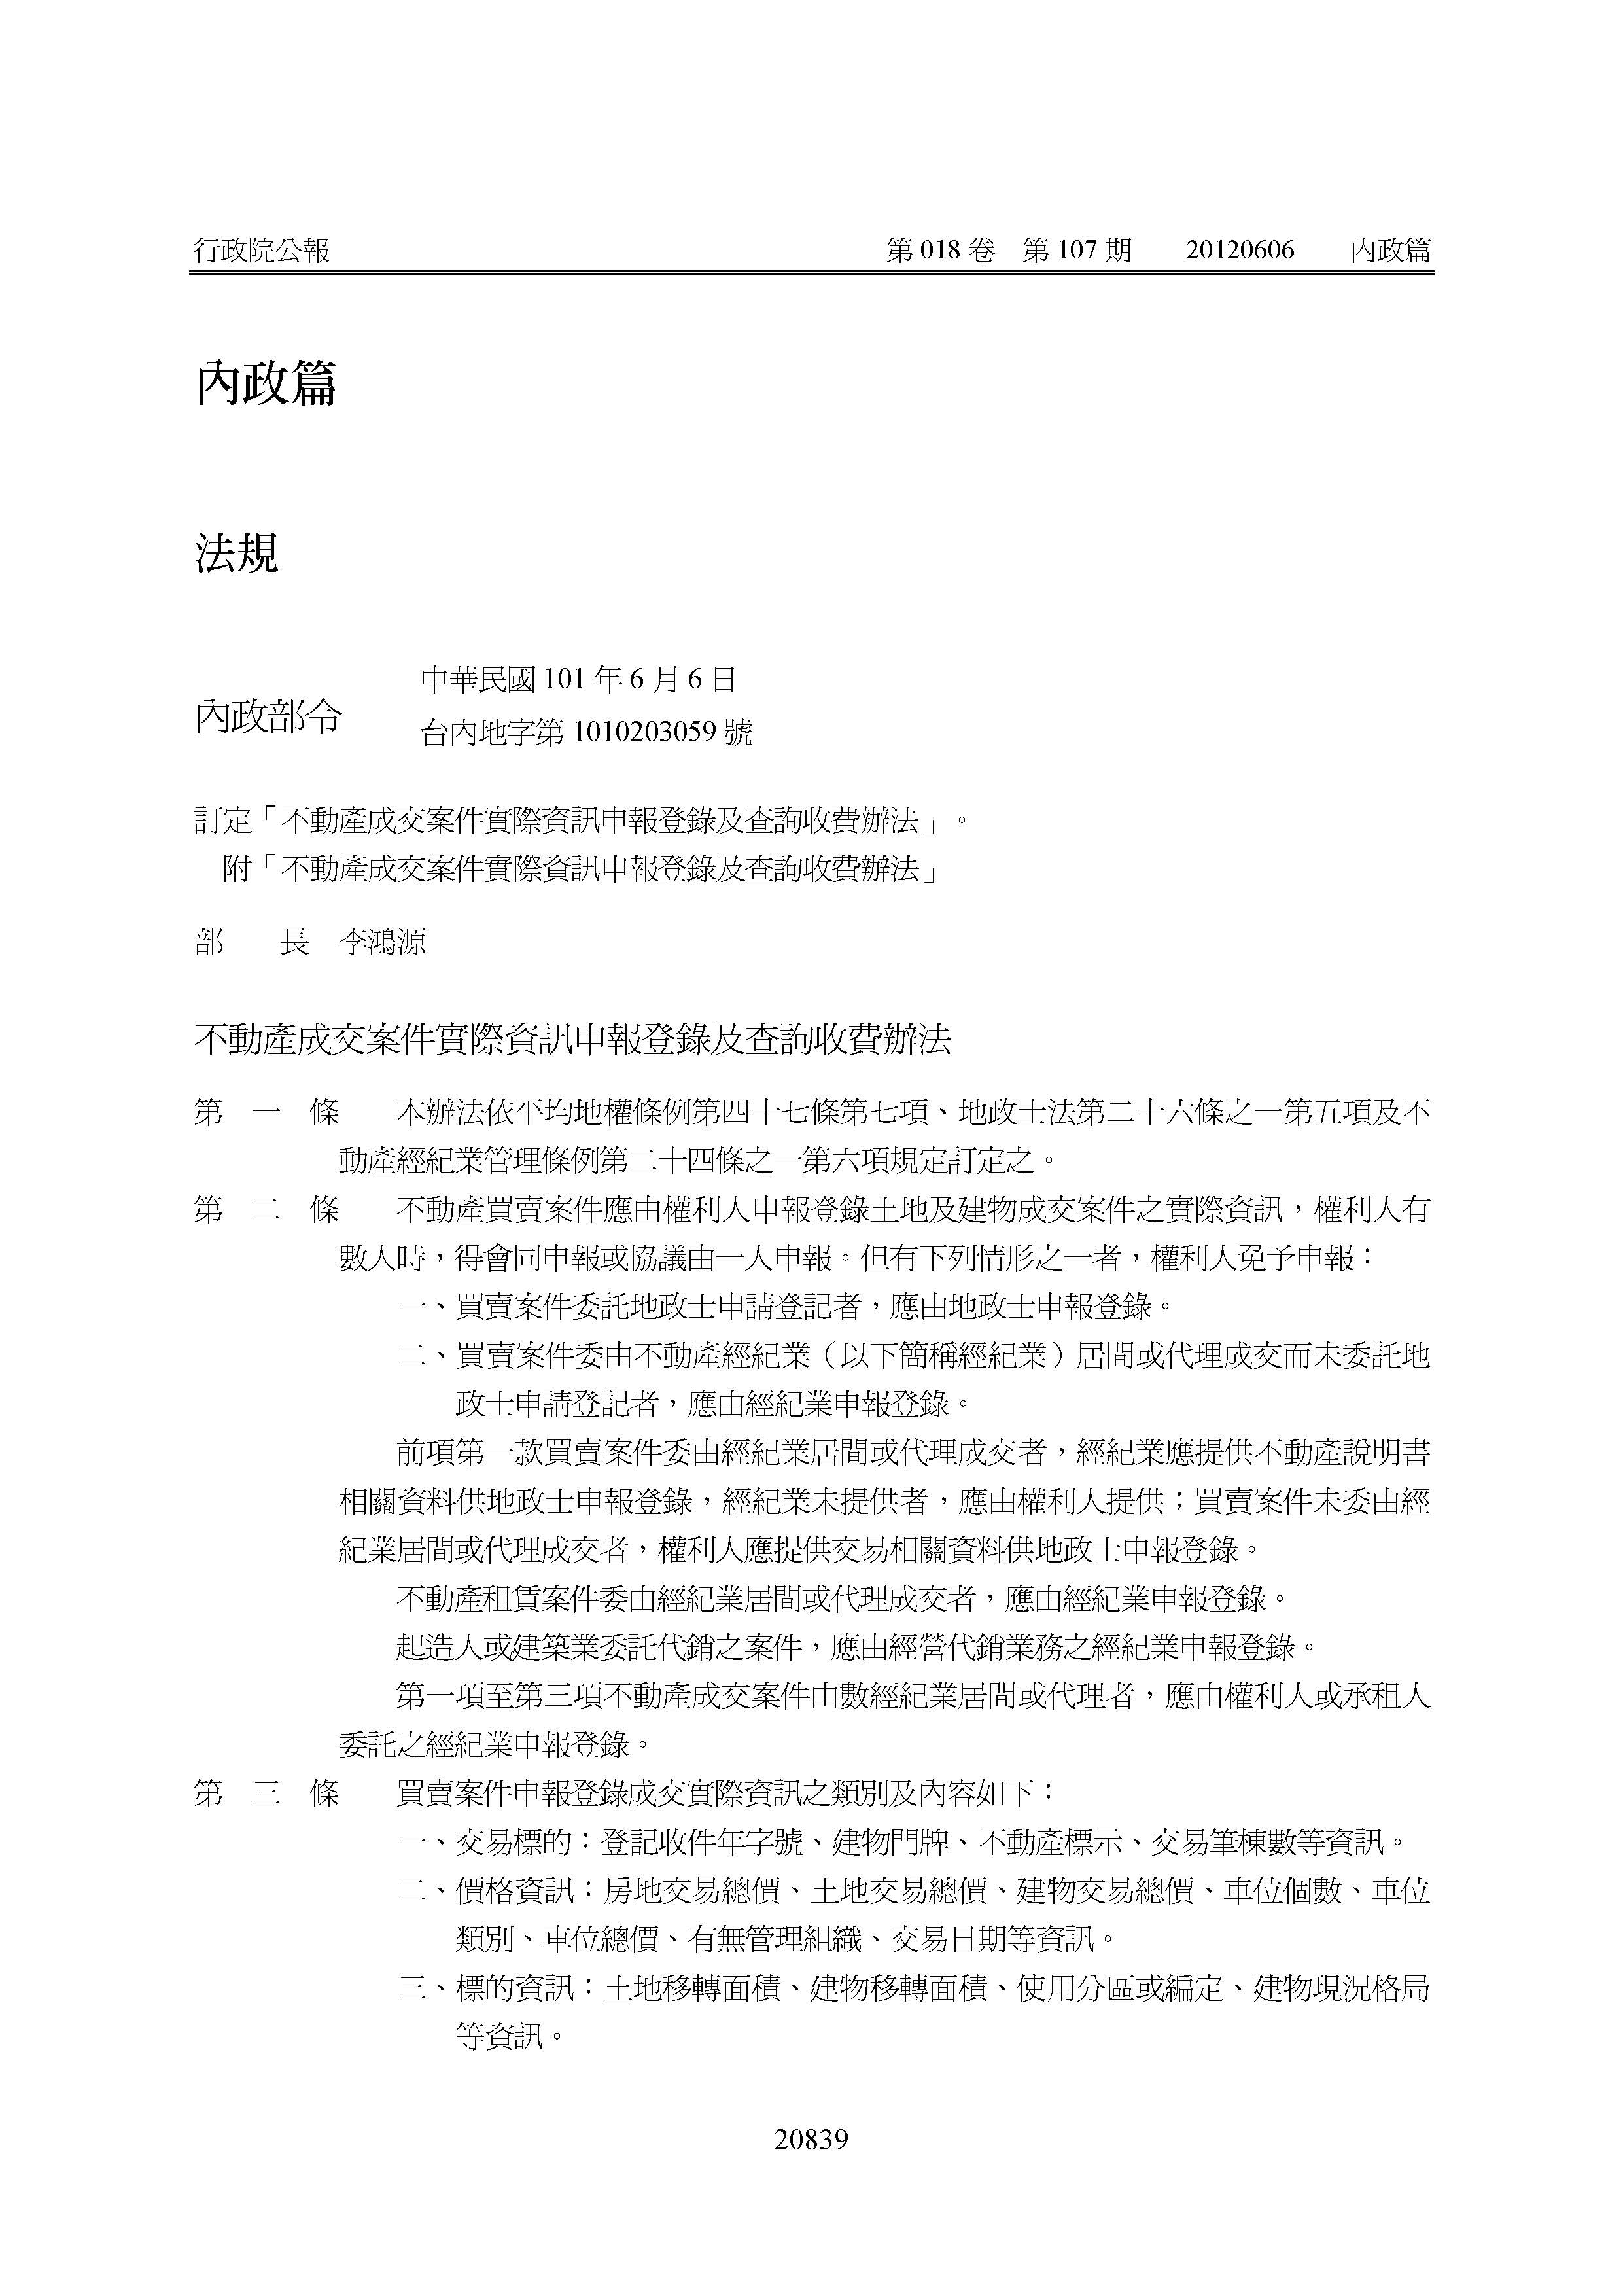 行政院公報 第 018 卷 第 107 期 20120606 內政篇
內政篇
法規
內政部令
中華民國 101 年 6 月 6 日
台內地字第 1010203059 號
訂定「不動產成交案件實際資訊申報登錄及查詢收費辦法」。
附「不動產成交案件實際資訊申報登錄及查詢收費辦法」
部 長 李鴻源
不動產成交案件實際資訊申報登錄及查詢收費辦法
第 一 條 本辦法依平均地權條例第四十七條第七項、地政士法第二十六條之一第五項及不
動產經紀業管理條例第二十四條之一第六項規定訂定之。
第 二 條 不動產買賣案件應由權利人申報登錄土地及建物成交案件之實際資訊，權利人有
數人時，得會同申報或協議由一人申報。但有下列情形之一者，權利人免予申報：
一、買賣案件委託地政士申請登記者，應由地政士申報登錄。
二、買賣案件委由不動產經紀業（以下簡稱經紀業）居間或代理成交而未委託地
政士申請登記者，應由經紀業申報登錄。
前項第一款買賣案件委由經紀業居間或代理成交者，經紀業應提供不動產說明書
相關資料供地政士申報登錄，經紀業未提供者，應由權利人提供；買賣案件未委由經
紀業居間或代理成交者，權利人應提供交易相關資料供地政士申報登錄。
不動產租賃案件委由經紀業居間或代理成交者，應由經紀業申報登錄。
起造人或建築業委託代銷之案件，應由經營代銷業務之經紀業申報登錄。
第一項至第三項不動產成交案件由數經紀業居間或代理者，應由權利人或承租人
委託之經紀業申報登錄。
第 三 條 買賣案件申報登錄成交實際資訊之類別及內容如下：
一、交易標的：登記收件年字號、建物門牌、不動產標示、交易筆棟數等資訊。
二、價格資訊：房地交易總價、土地交易總價、建物交易總價、車位個數、車位
類別、車位總價、有無管理組織、交易日期等資訊。
三、標的資訊：土地移轉面積、建物移轉面積、使用分區或編定、建物現況格局
等資訊。
20839